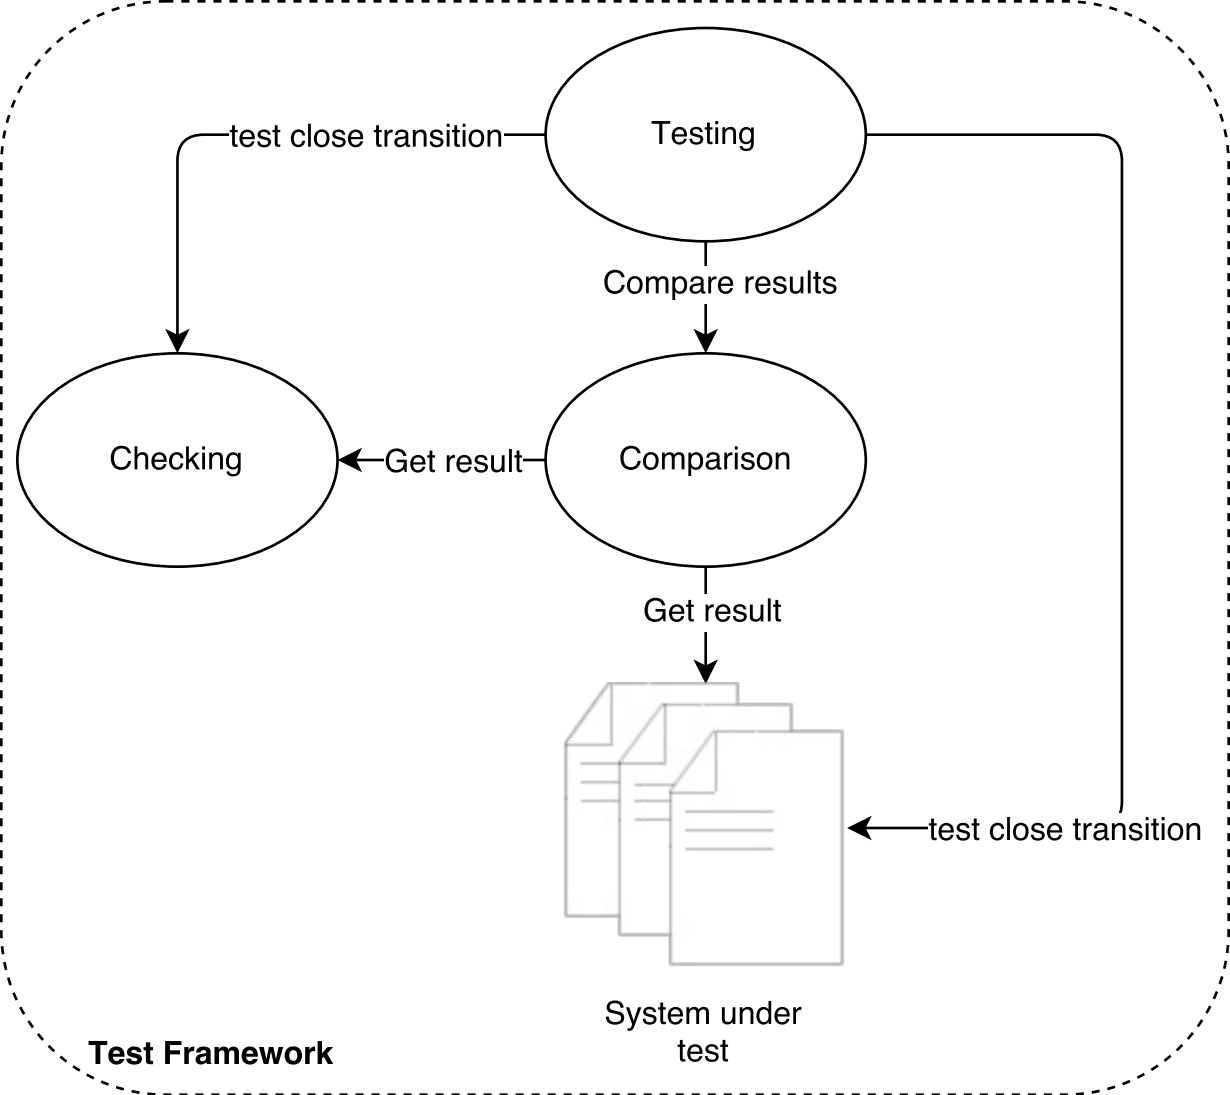 Testing
test close transition
Compare results
Checking
Get result
Comparison
Get result
test close transition
System under
test
Test Framework